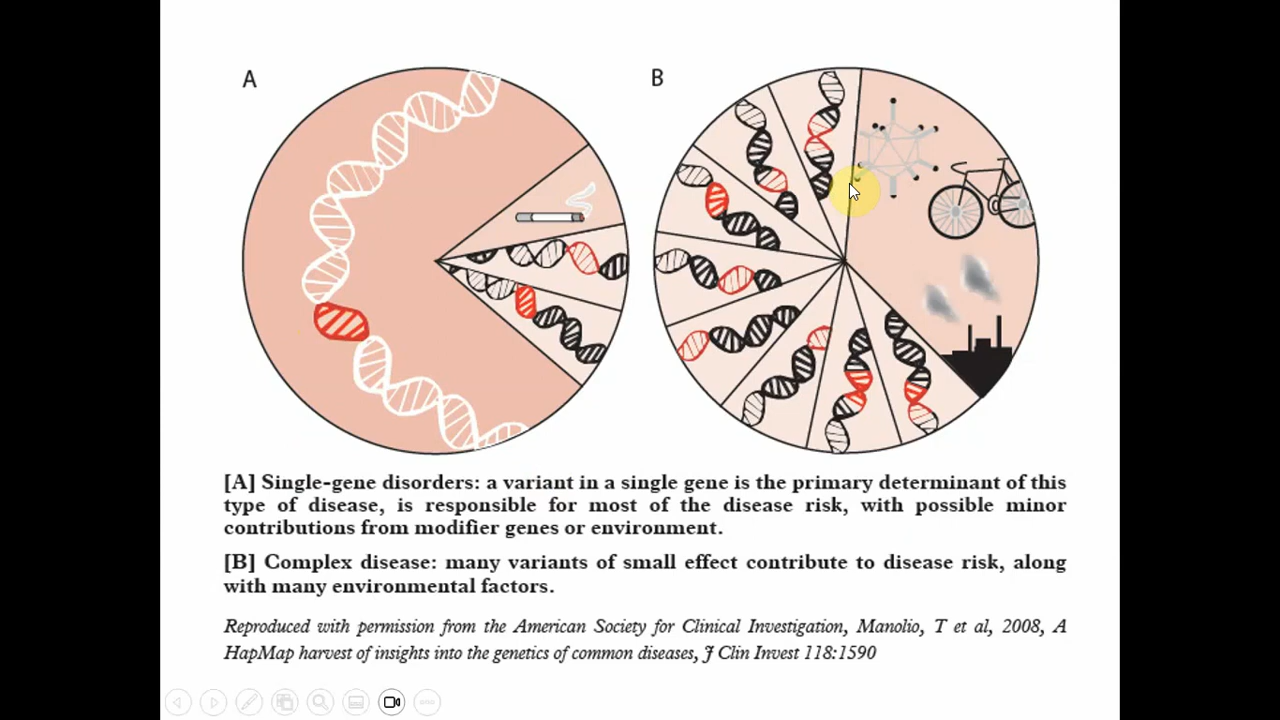 A
B
[A] Single-gene disorders: a variant in a single gene is the primary determinant of this
type of disease, is responsible for most of the disease risk, with possible minor
contributions from modifier genes or environment.
[B] Complex disease: many variants of small effect contribute to disease risk, along
with many environmental factors.
Reproduced with permission from the American Society for Clinical Investigation, Manolio, T et al, 2008, A
HapMap harvest of insights into the genetics of common diseases, J Clin Invest 118:1590